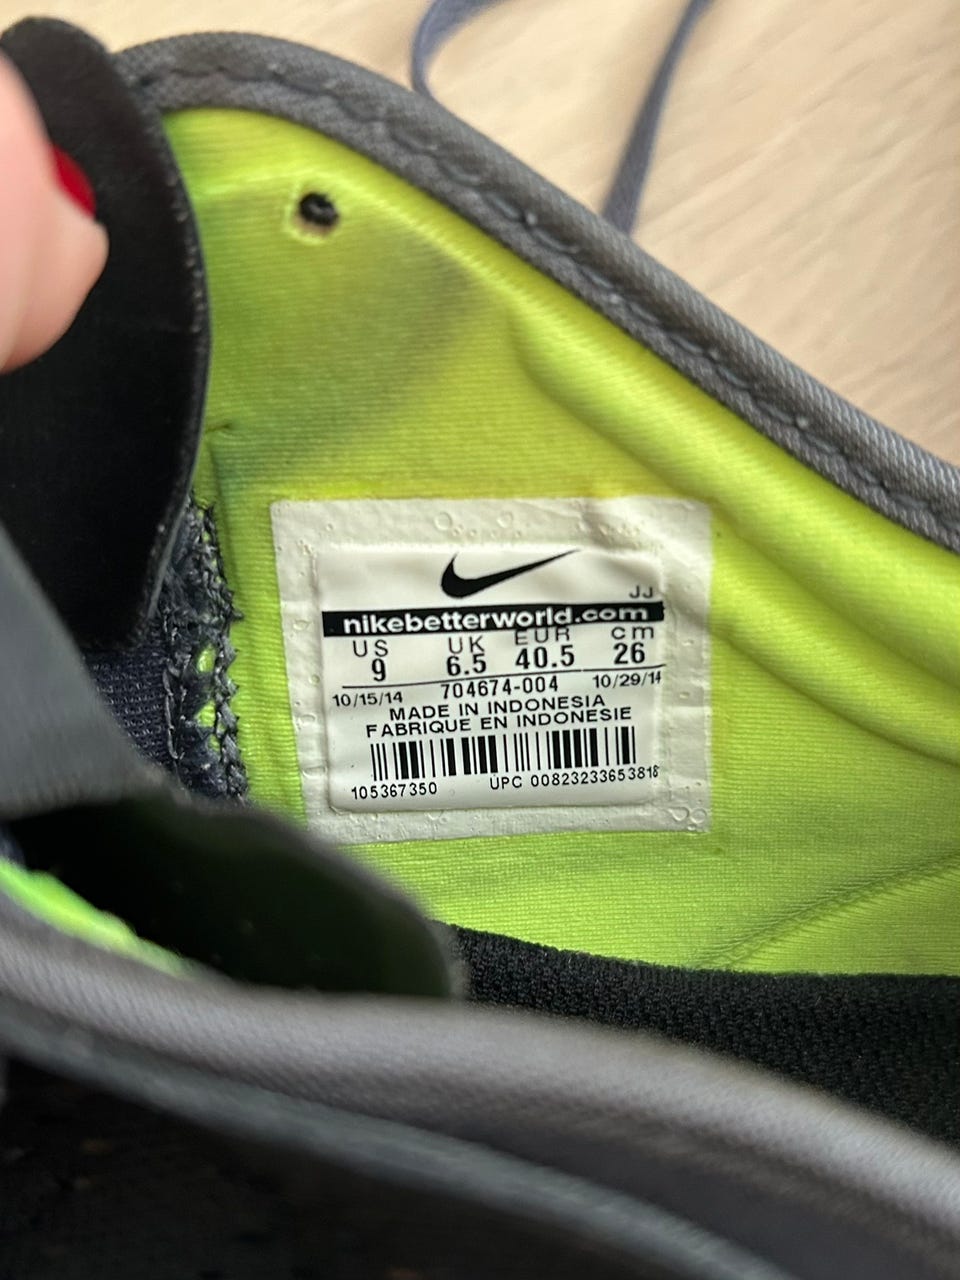 JJ
nikebetterworld.com
US UK EUR cm
9 6.5 40.5 26
10/15/14 704674-004 10/29/14
MADE IN INDONESIA
FABRIQUE EN INDONESIE
105367350 UPC 00823233653818